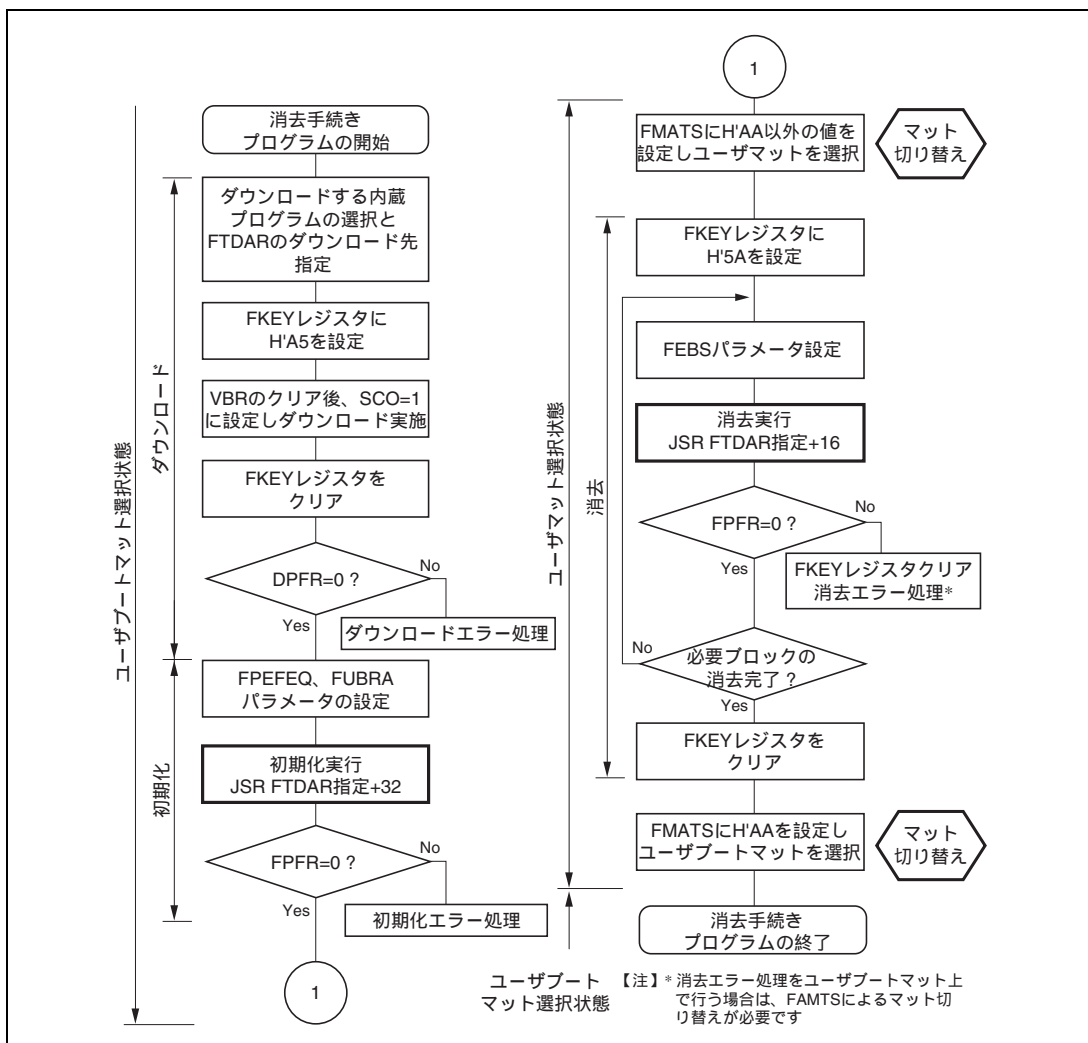 消去手続き
プログラムの開始
ダウンロードする内蔵
プログラムの選択と
FTDARのダウンロード先
指定
FKEYレジスタに
H'A5を設定
VBRのクリア後、SCO=1
に設定しダウンロード実施
FKEYレジスタを
クリア
DPFR=0 ?
No
Yes
ダウンロードエラー処理
FPEFEQ、FUBRA
パラメータの設定
初期化実行
JSR FTDAR指定+32
FPFR=0 ?
No
Yes
初期化エラー処理
1
ダウンロード
初期化
ユーザブートマット選択状態
1
FMATSにH'AA以外の値を
設定しユーザマットを選択
マット
切り替え
FKEYレジスタに
H'5Aを設定
FEBSパラメータ設定
消去実行
JSR FTDAR指定+16
FPFR=0 ?
No
Yes
FKEYレジスタクリア
消去エラー処理*
No
必要ブロックの
消去完了 ?
Yes
FKEYレジスタを
クリア
FMATSにH'AAを設定し
ユーザブートマットを選択
マット
切り替え
消去手続き
プログラムの終了
消去
ユーザマット選択状態
ユーザブート
マット選択状態
【注】* 消去エラー処理をユーザブートマット上
で行う場合は、FAMTSによるマット切
り替えが必要です